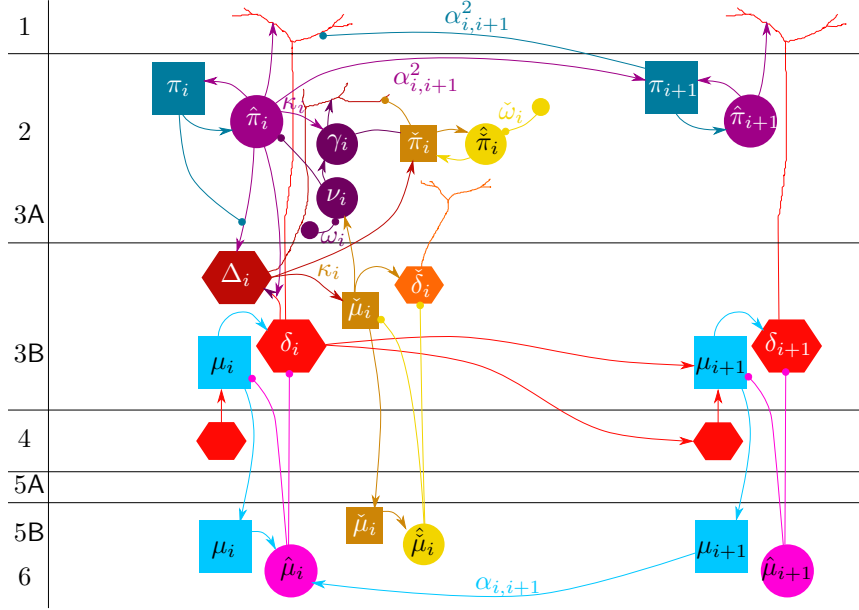 1 α²ᵢ,ᵢ₊₁
πᵢ π̂ᵢ κᵢ α²ᵢ,ᵢ₊₁ πᵢ₊₁ π̂ᵢ₊₁
2 γᵢ π̌ᵢ π̌̂ᵢ ω̌ᵢ
νᵢ
3A ωᵢ
Δᵢ κᵢ δ̌ᵢ
μ̌ᵢ
3B μᵢ δᵢ μᵢ₊₁ δᵢ₊₁
4
5A
5B μᵢ μ̌ᵢ μ̌̂ᵢ μᵢ₊₁
6 μ̂ᵢ αᵢ,ᵢ₊₁ μ̂ᵢ₊₁